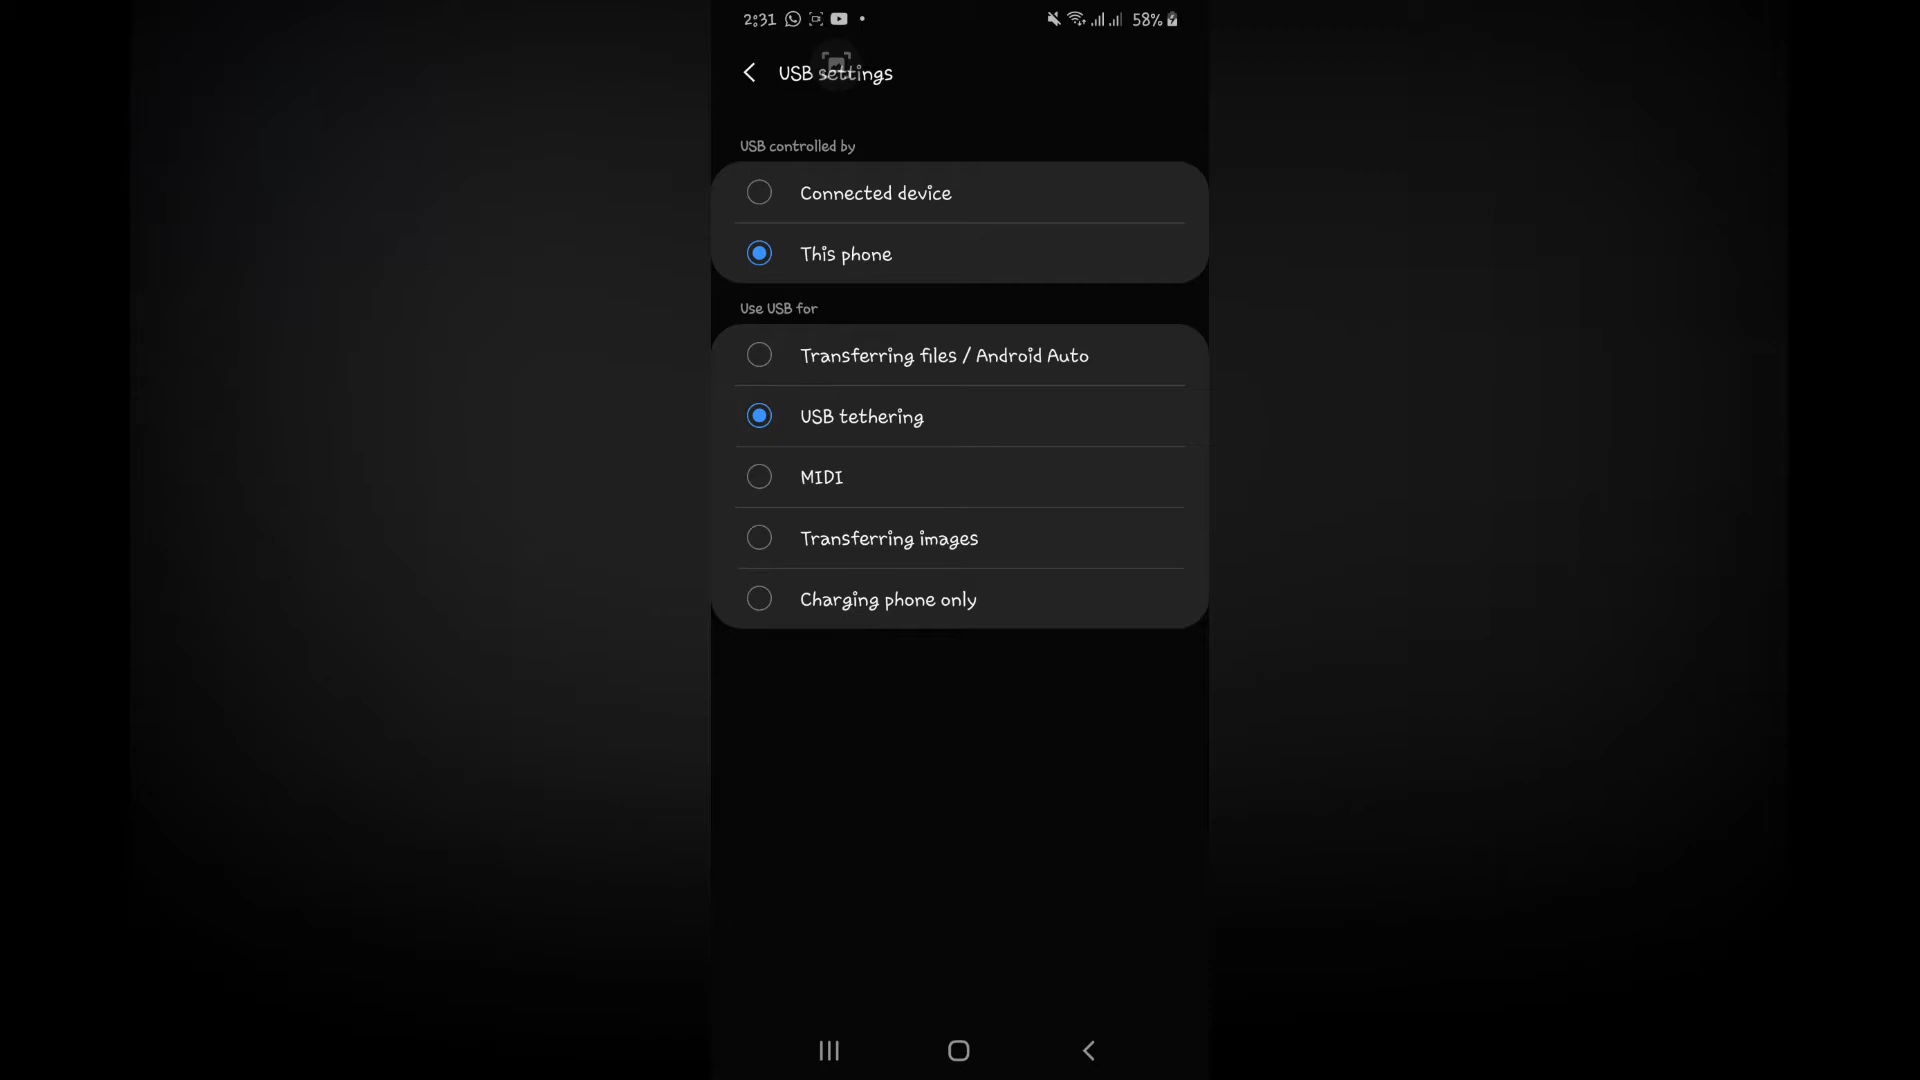 2:31 58%
USB settings
USB controlled by
Connected device
This phone
Use USB for
Transferring files / Android Auto
USB tethering
MIDI
Transferring images
Charging phone only